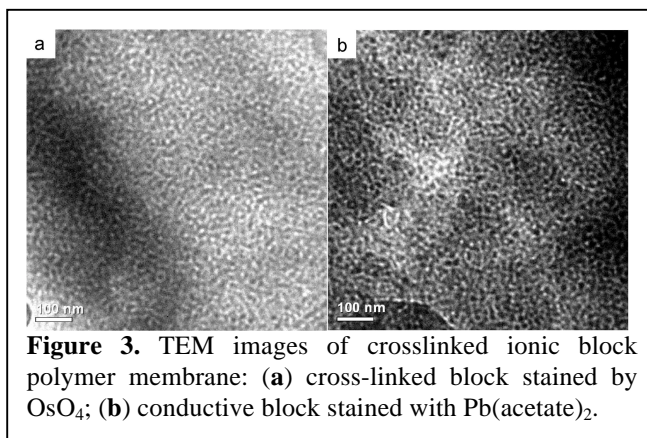 a
b
100 nm
100 nm
Figure 3. TEM images of crosslinked ionic block
polymer membrane: (a) cross-linked block stained by
OsO4; (b) conductive block stained with Pb(acetate)2.